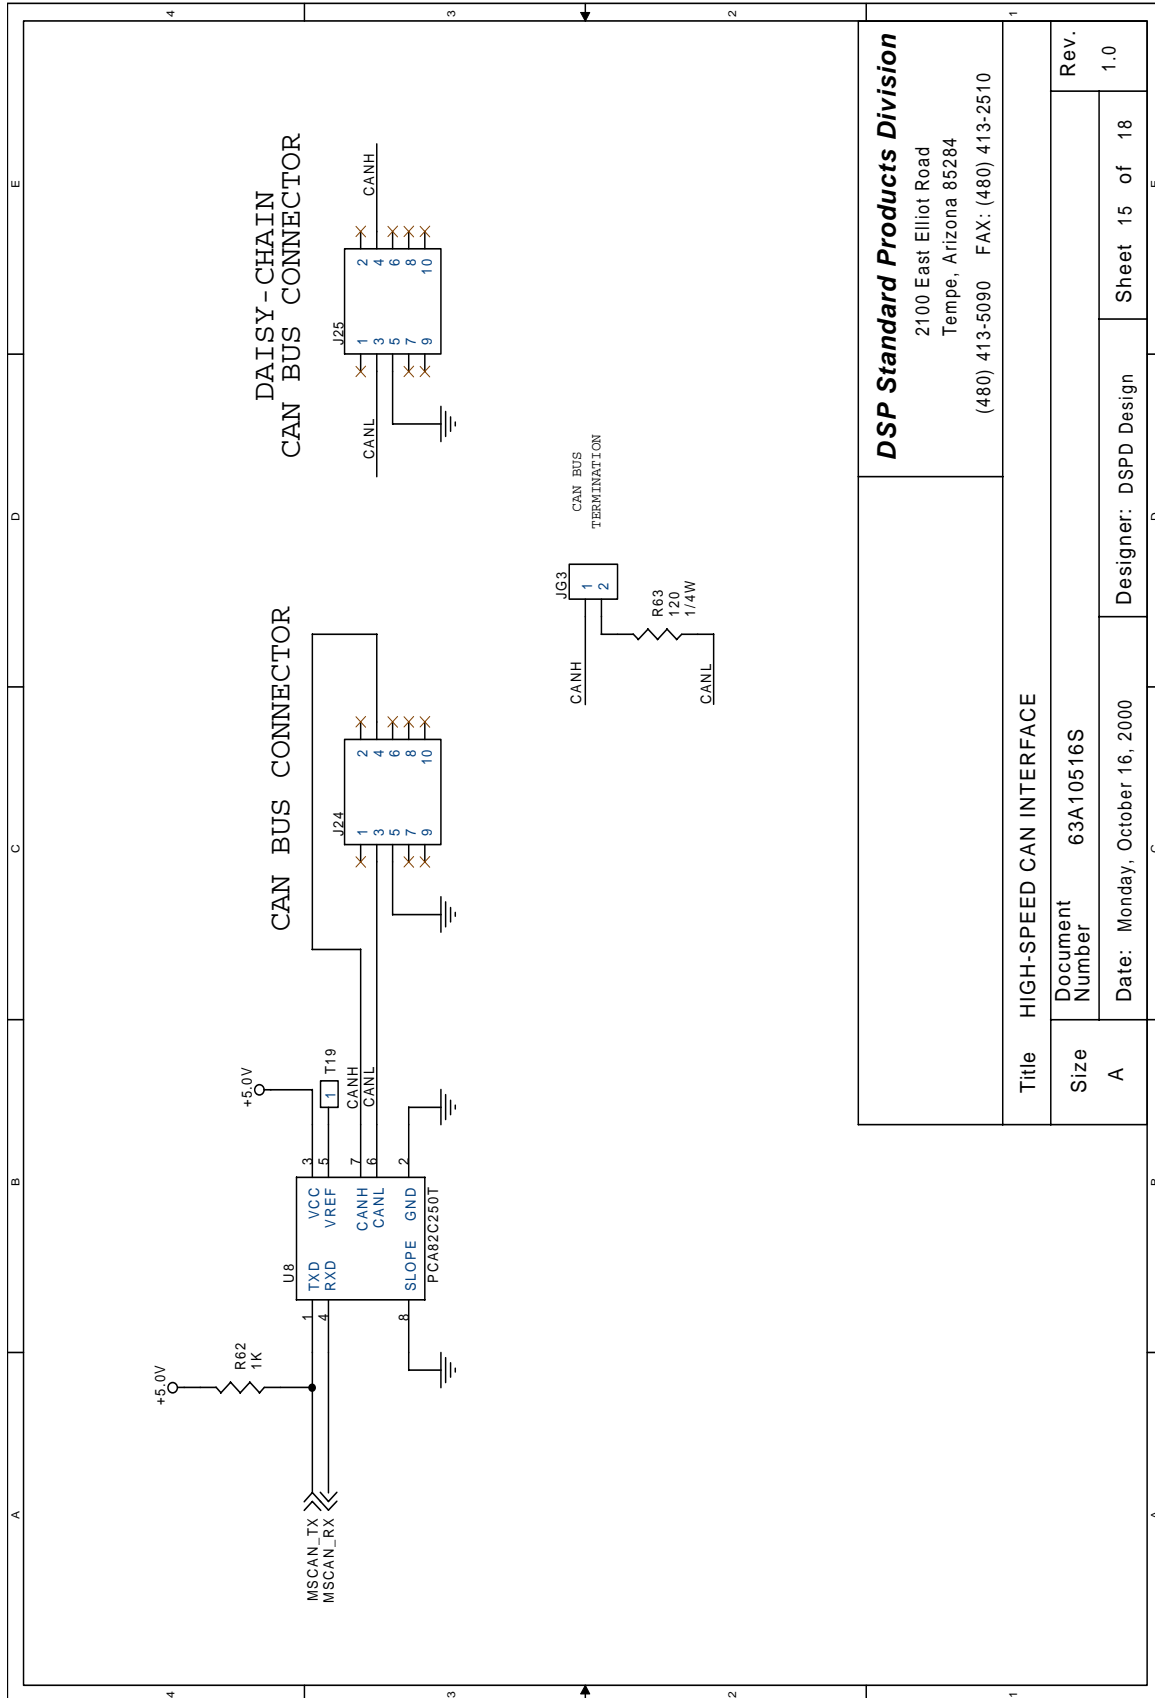 A
B
C
D
E
4
3
2
1
DAISY-CHAIN
CAN BUS CONNECTOR
CAN BUS CONNECTOR
+5.0V
R62
1K
MSCAN_TX
MSCAN_RX
U8
1 TXD VCC 3
4 RXD VREF 5
CANH 7
CANL 6
8 SLOPE GND 2
PCA82C250T
+5.0V
1 T19
CANH
CANL
J24
1 2
3 4
5 6
7 8
9 10
J25
CANL
CANH
1 2
3 4
5 6
7 8
9 10
CAN BUS
TERMINATION
JG3
1
2
CANH
R63
120
1/4W
CANL
DSP Standard Products Division
2100 East Elliot Road
Tempe, Arizona 85284
(480) 413-5090 FAX: (480) 413-2510
Title HIGH-SPEED CAN INTERFACE
Size
A
Document
Number
63A10516S
Rev.
1.0
Date: Monday, October 16, 2000
Designer: DSPD Design
Sheet 15 of 18
4
3
2
1
A
B
C
D
E